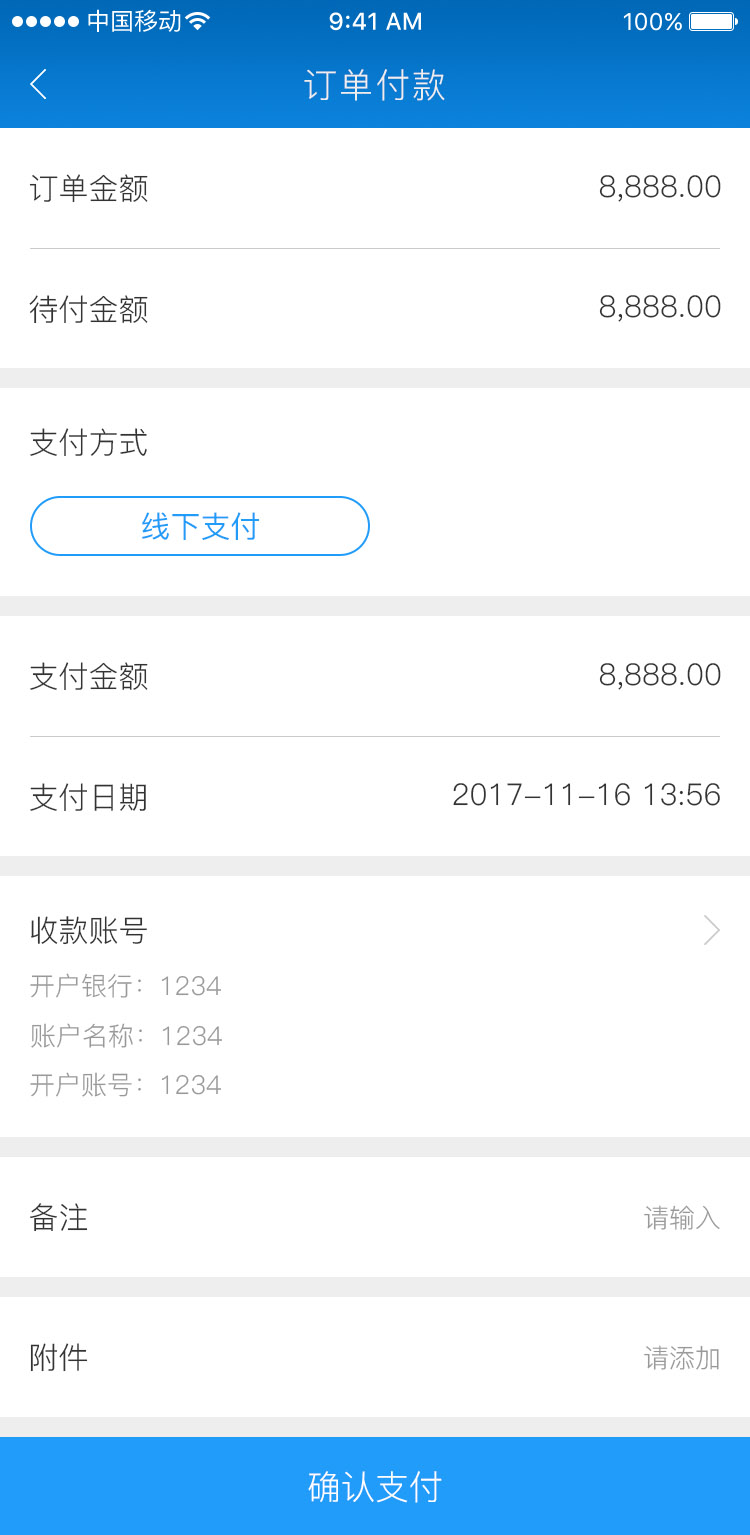 中国移动 9:41 AM 100%
订单付款
订单金额 8,888.00
待付金额 8,888.00
支付方式
线下支付
支付金额 8,888.00
支付日期 2017-11-16 13:56
收款账号
开户银行：1234
账户名称：1234
开户账号：1234
备注 请输入
附件 请添加
确认支付